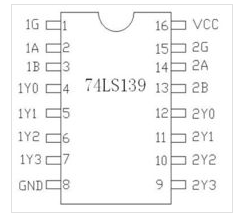 1G 1 16 VCC
1A 2 15 2G
1B 3 14 2A
1Y0 4 74LS139 13 2B
1Y1 5 12 2Y0
1Y2 6 11 2Y1
1Y3 7 10 2Y2
GND 8 9 2Y3